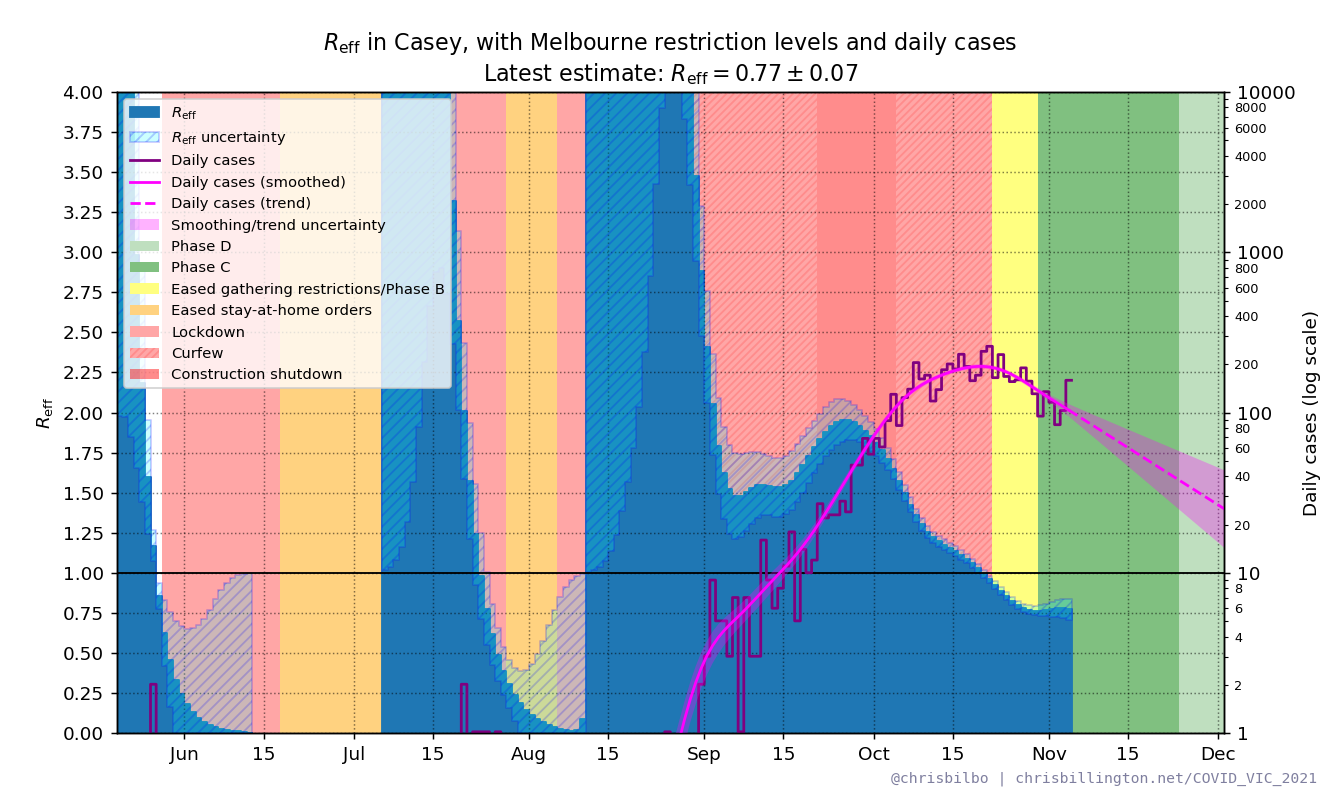 R_eff in Casey, with Melbourne restriction levels and daily cases
Latest estimate: R_eff = 0.77 ± 0.07
R_eff
R_eff uncertainty
Daily cases
Daily cases (smoothed)
Daily cases (trend)
Smoothing/trend uncertainty
Phase D
Phase C
Eased gathering restrictions/Phase B
Eased stay-at-home orders
Lockdown
Curfew
Construction shutdown
R_eff
4.00
3.75
3.50
3.25
3.00
2.75
2.50
2.25
2.00
1.75
1.50
1.25
1.00
0.75
0.50
0.25
0.00
10000
8000
6000
4000
2000
1000
800
600
400
200
100
80
60
40
20
10
8
6
4
2
1
Daily cases (log scale)
Jun 15 Jul 15 Aug 15 Sep 15 Oct 15 Nov 15 Dec
@chrisbilbo | chrisbillington.net/COVID_VIC_2021